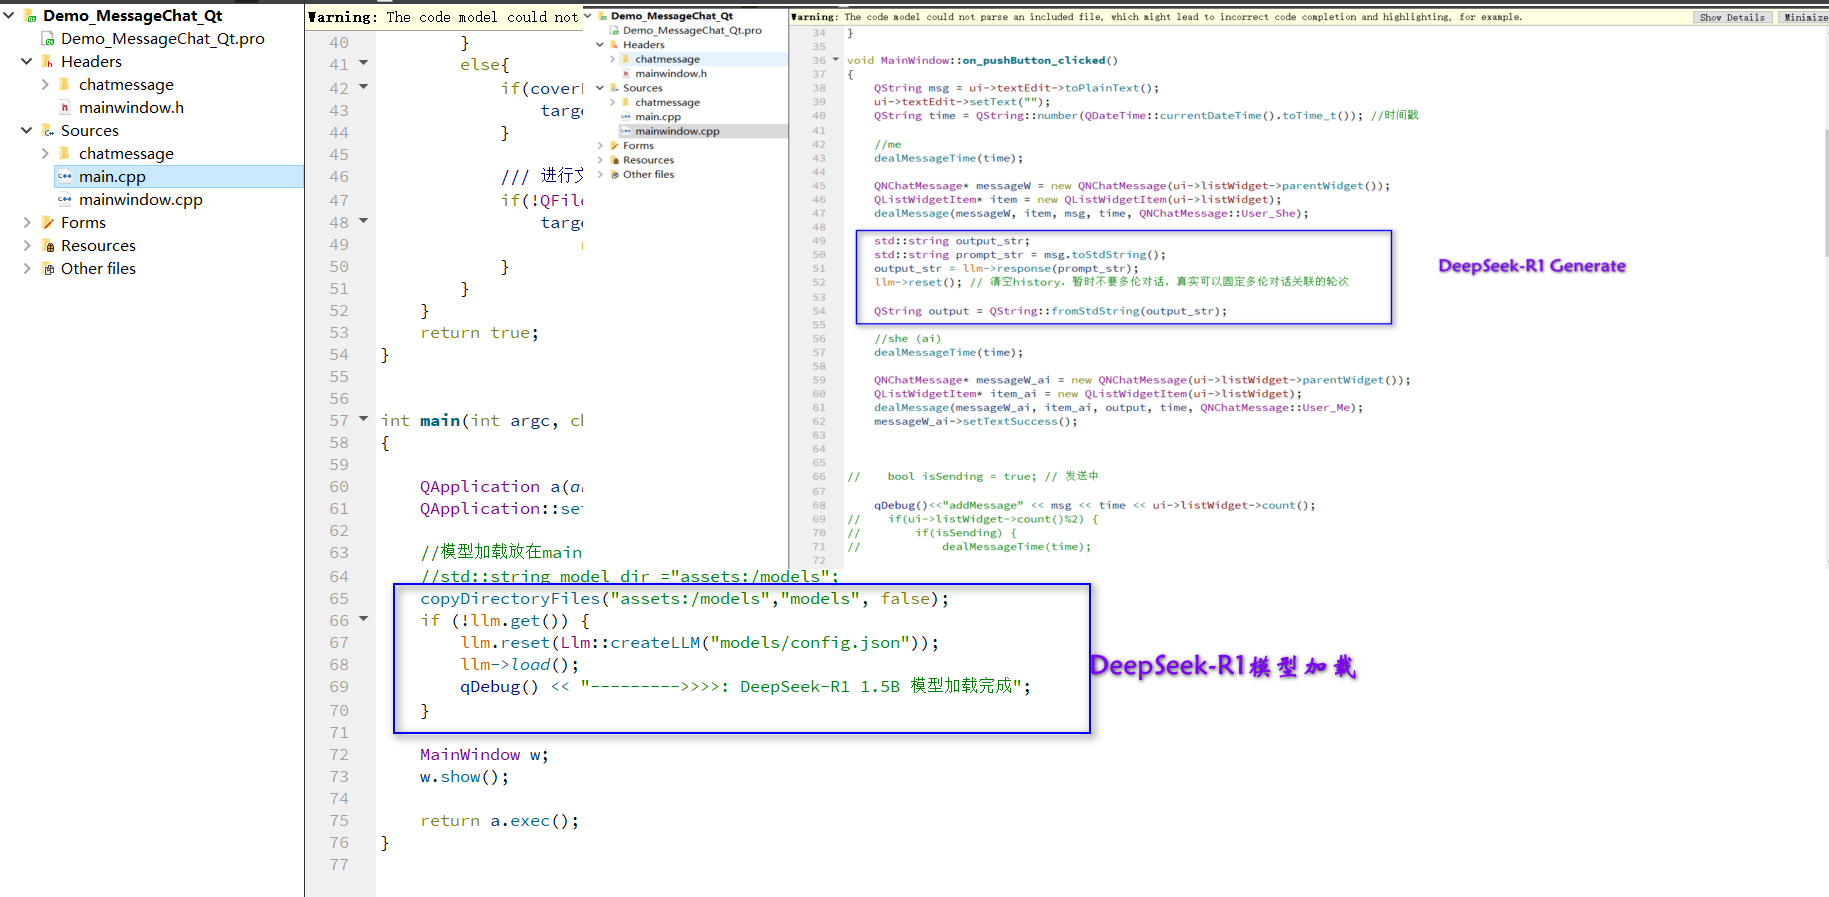 Demo_MessageChat_Qt
Demo_MessageChat_Qt.pro
Headers
chatmessage
mainwindow.h
Sources
chatmessage
main.cpp
mainwindow.cpp
Forms
Resources
Other files
Warning: The code model could not
40 }
41 else{
42 if(cover
43 targe
44 }
45
46 /// 进行文
47 if(!QFile
48 targe
49
50 }
51 }
52 }
53 return true;
54 }
55
56
57 int main(int argc, ch
58 {
59
60 QApplication a(a
61 QApplication::set
62
63 //模型加载放在main
64 //std::string model_dir ="assets:/models";
65 copyDirectoryFiles("assets:/models","models", false);
66 if (!llm.get()) {
67 llm.reset(Llm::createLLM("models/config.json"));
68 llm->load();
69 qDebug() << "--------->>>>: DeepSeek-R1 1.5B 模型加载完成";
70 }
71
72 MainWindow w;
73 w.show();
74
75 return a.exec();
76 }
77
DeepSeek-R1模型加载
Demo_MessageChat_Qt
Demo_MessageChat_Qt.pro
Headers
chatmessage
mainwindow.h
Sources
chatmessage
main.cpp
mainwindow.cpp
Forms
Resources
Other files
Warning: The code model could not parse an included file, which might lead to incorrect code completion and highlighting, for example.
Show Details
Minimize
34 }
35
36 void MainWindow::on_pushButton_clicked()
37 {
38 QString msg = ui->textEdit->toPlainText();
39 ui->textEdit->setText("");
40 QString time = QString::number(QDateTime::currentDateTime().toTime_t()); //时间戳
41
42 //me
43 dealMessageTime(time);
44
45 QNChatMessage* messageW = new QNChatMessage(ui->listWidget->parentWidget());
46 QListWidgetItem* item = new QListWidgetItem(ui->listWidget);
47 dealMessage(messageW, item, msg, time, QNChatMessage::User_She);
48
49 std::string output_str;
50 std::string prompt_str = msg.toStdString();
51 output_str = llm->response(prompt_str);
52 llm->reset(); // 清空history，暂时不要多伦对话，真实可以固定多伦对话关联的轮次
53
54 QString output = QString::fromStdString(output_str);
55
56 //she (ai)
57 dealMessageTime(time);
58
59 QNChatMessage* messageW_ai = new QNChatMessage(ui->listWidget->parentWidget());
60 QListWidgetItem* item_ai = new QListWidgetItem(ui->listWidget);
61 dealMessage(messageW_ai, item_ai, output, time, QNChatMessage::User_Me);
62 messageW_ai->setTextSuccess();
63
64
65
66 // bool isSending = true; // 发送中
67
68 qDebug()<<"addMessage" << msg << time << ui->listWidget->count();
69 // if(ui->listWidget->count()%2) {
70 // if(isSending) {
71 // dealMessageTime(time);
72
DeepSeek-R1 Generate